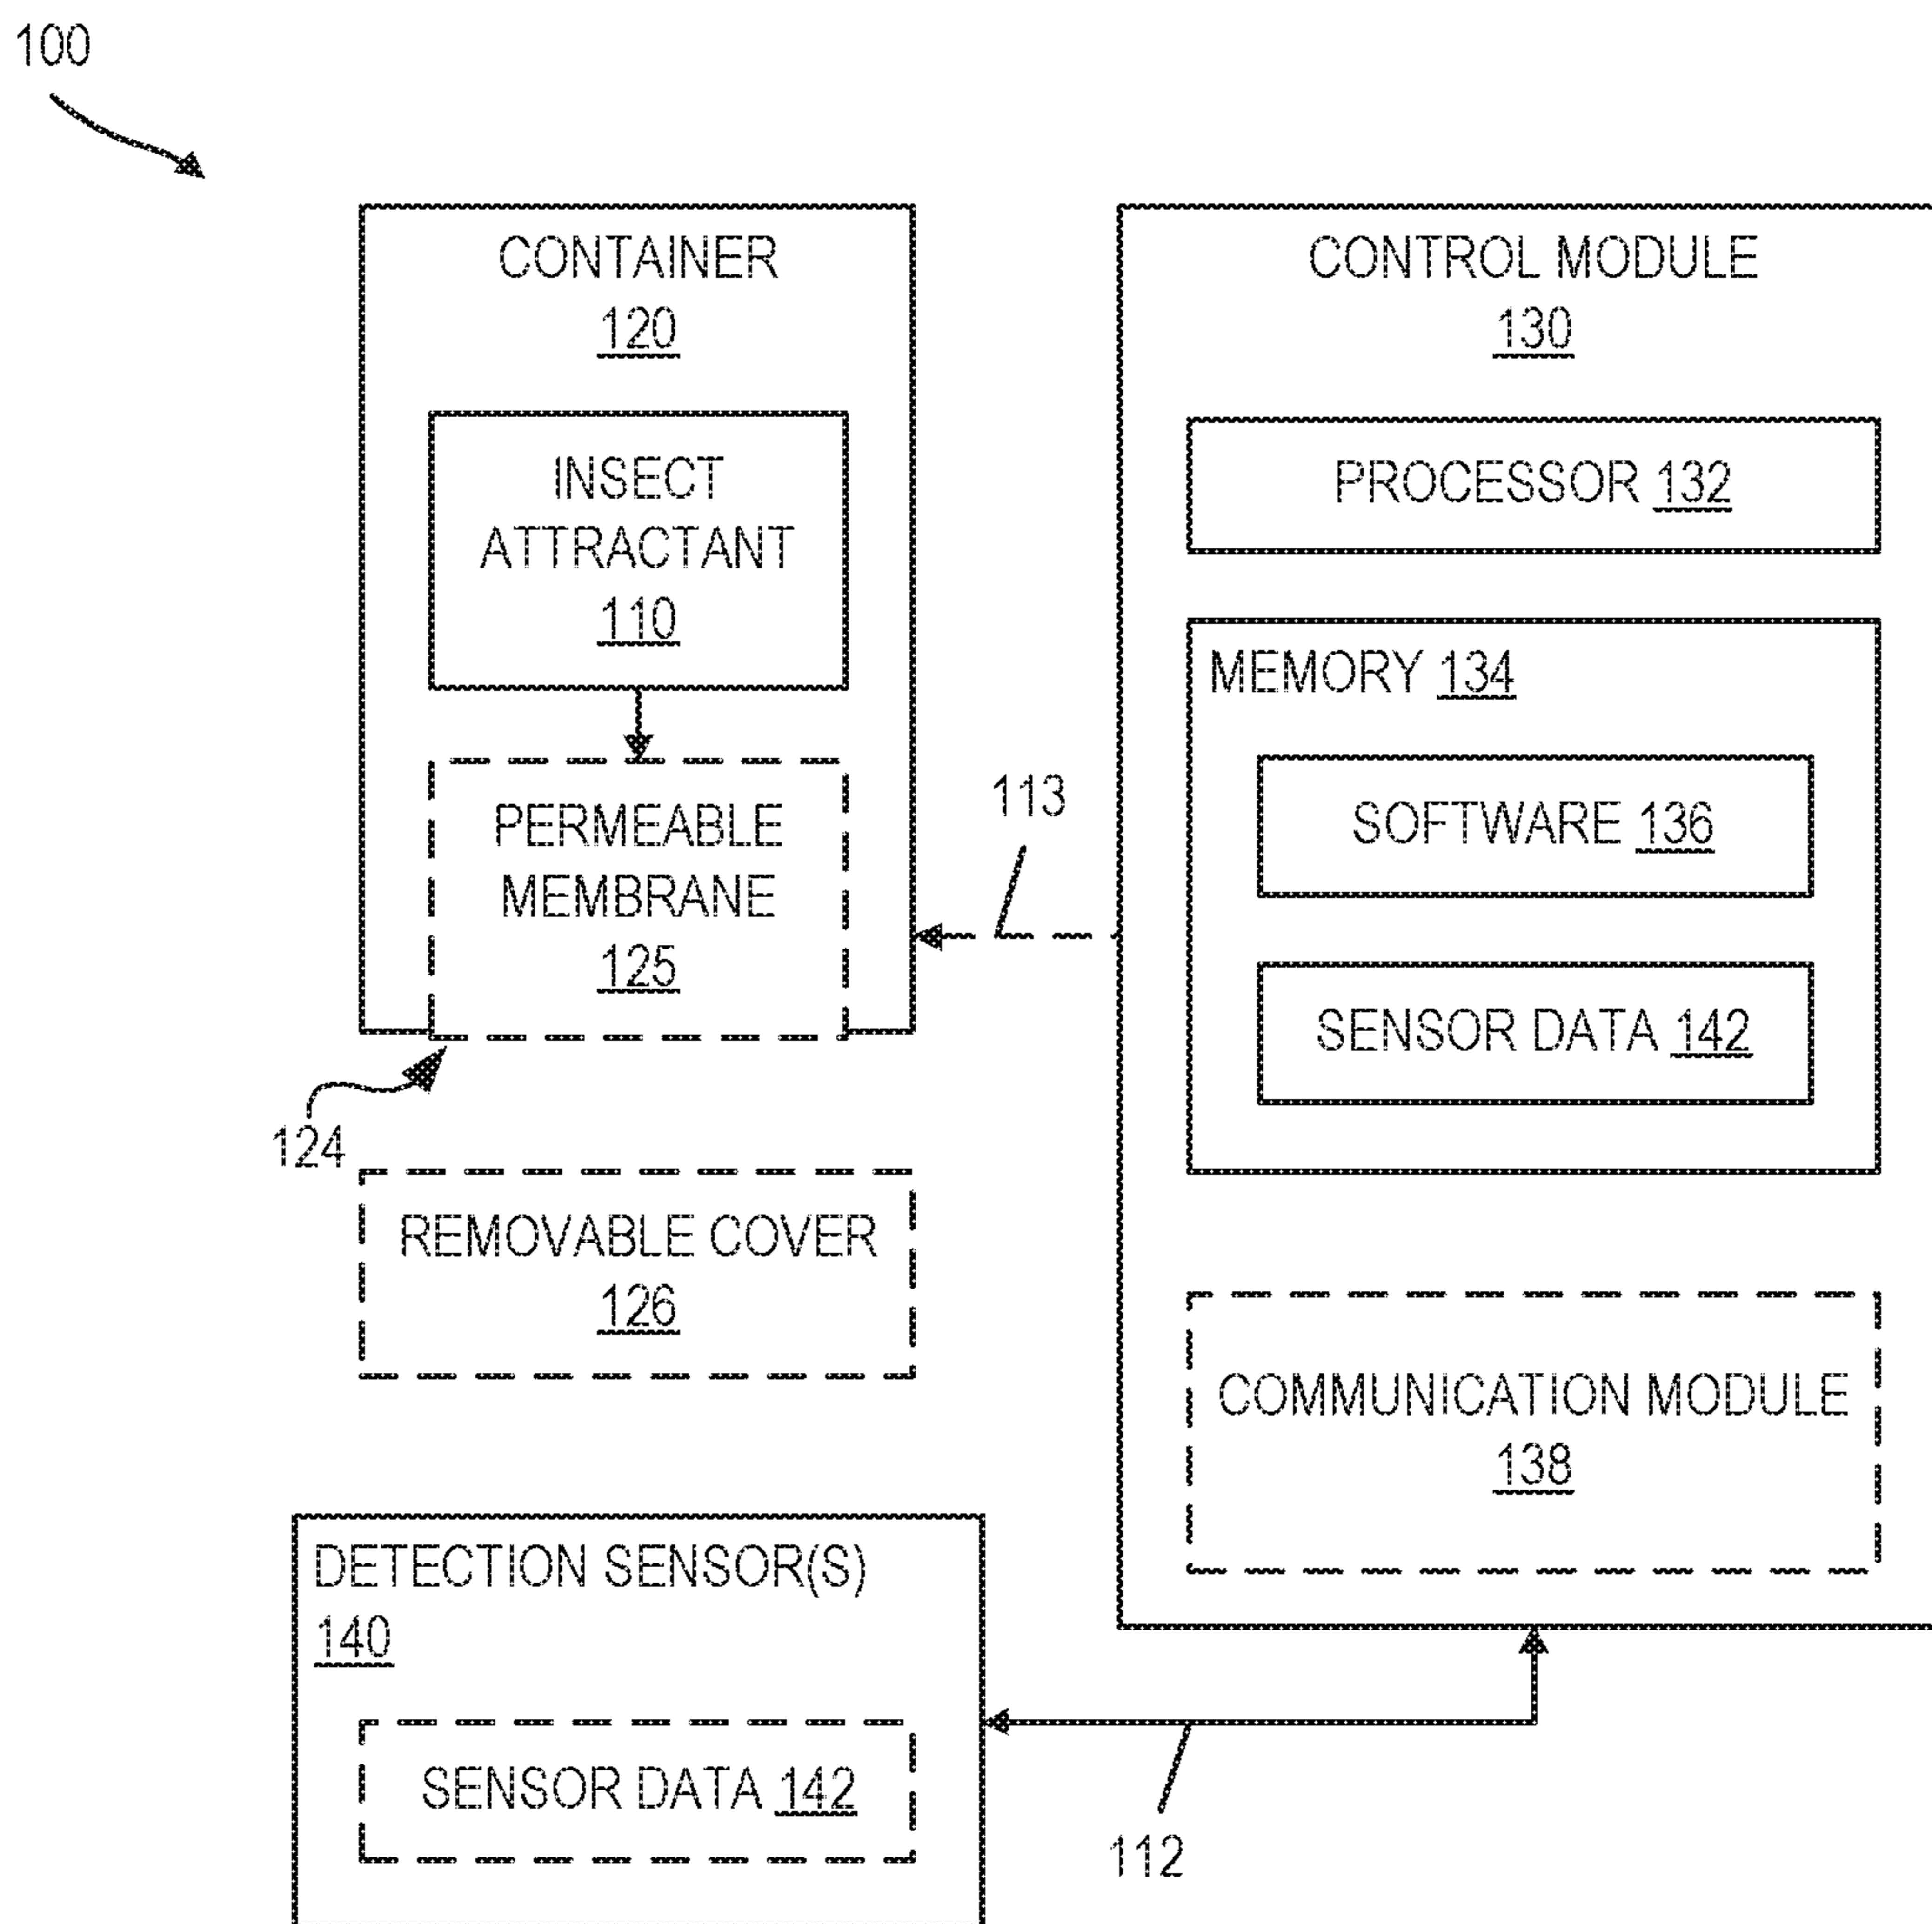 100
CONTAINER
120
INSECT
ATTRACTANT
110
PERMEABLE
MEMBRANE
125
124
REMOVABLE COVER
126
DETECTION SENSOR(S)
140
SENSOR DATA 142
113
CONTROL MODULE
130
PROCESSOR 132
MEMORY 134
SOFTWARE 136
SENSOR DATA 142
COMMUNICATION MODULE
138
112